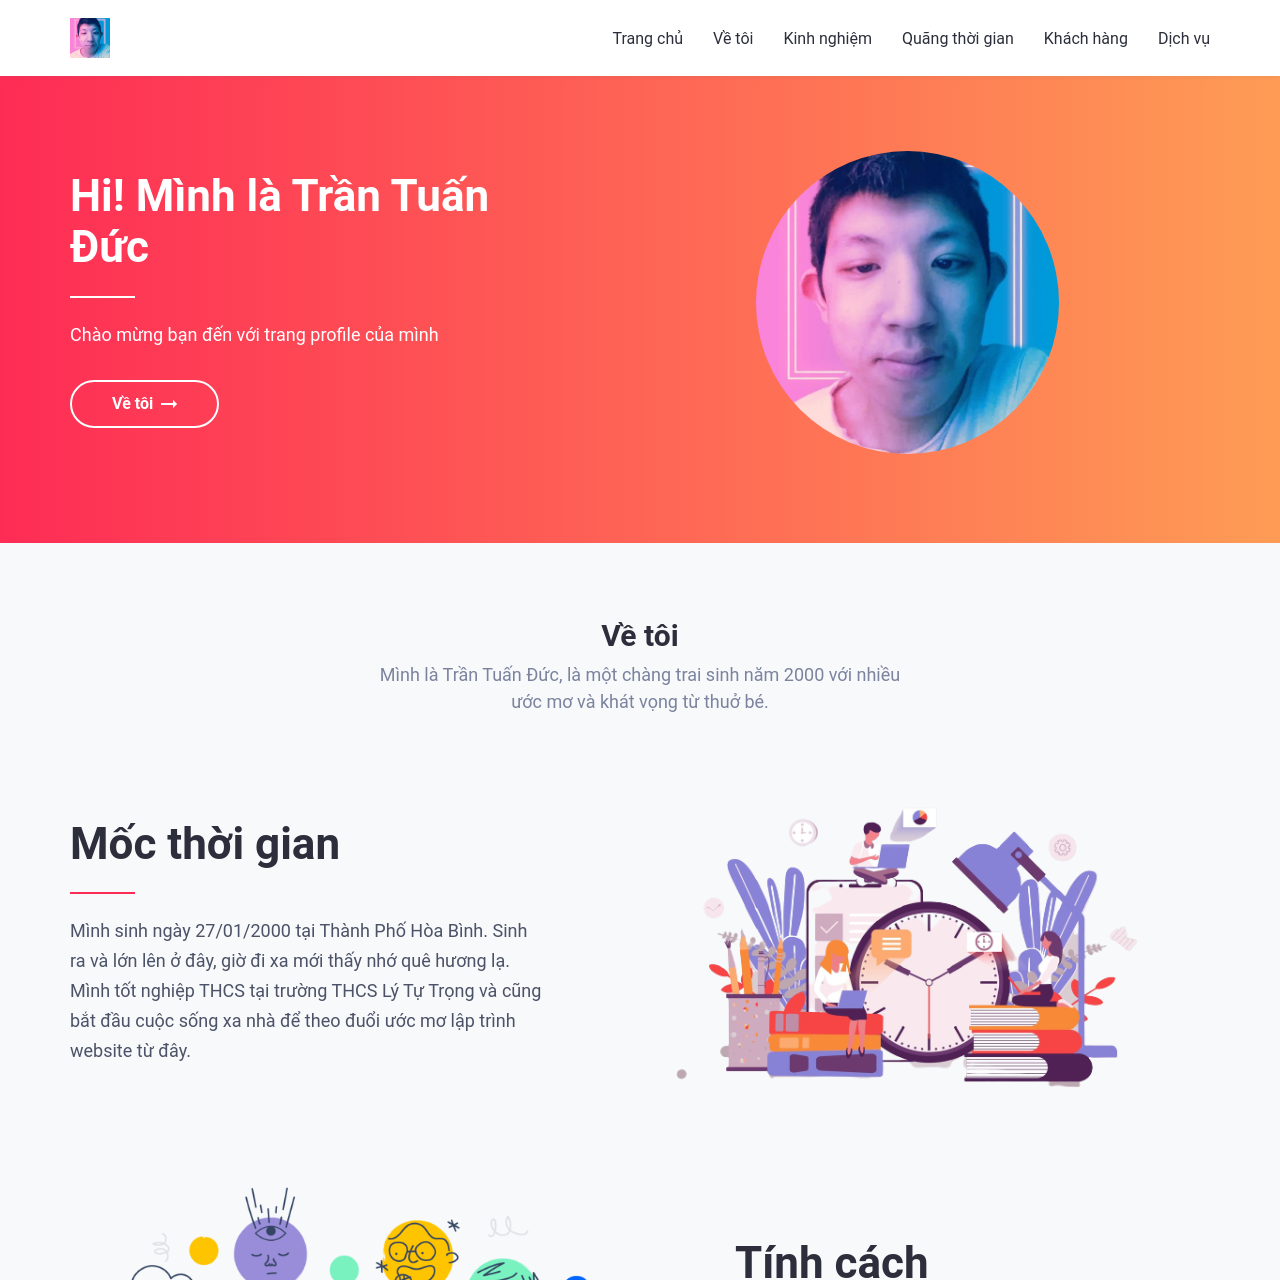 Trang chủ Về tôi Kinh nghiệm Quãng thời gian Khách hàng Dịch vụ
Hi! Mình là Trần Tuấn
Đức
Chào mừng bạn đến với trang profile của mình
Về tôi
Về tôi
Mình là Trần Tuấn Đức, là một chàng trai sinh năm 2000 với nhiều
ước mơ và khát vọng từ thuở bé.
Mốc thời gian
Mình sinh ngày 27/01/2000 tại Thành Phố Hòa Bình. Sinh
ra và lớn lên ở đây, giờ đi xa mới thấy nhớ quê hương lạ.
Mình tốt nghiệp THCS tại trường THCS Lý Tự Trọng và cũng
bắt đầu cuộc sống xa nhà để theo đuổi ước mơ lập trình
website từ đây.
Tính cách